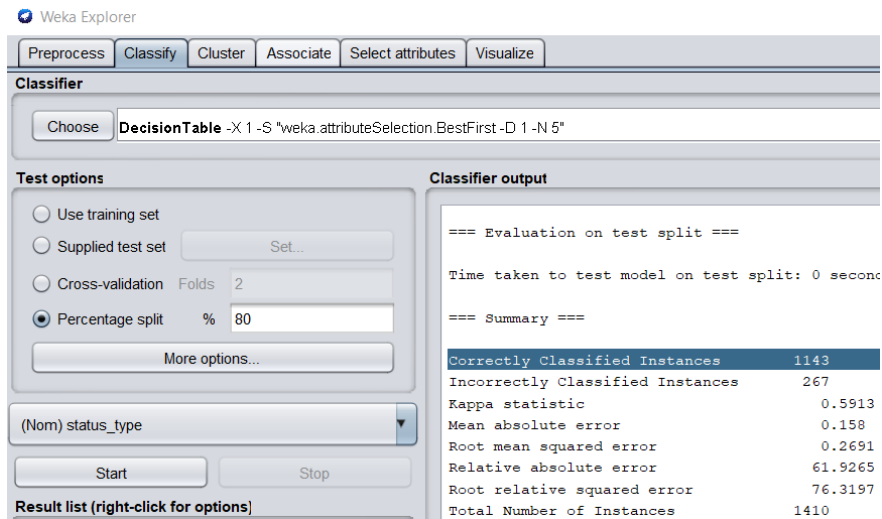 Weka Explorer
Preprocess Classify Cluster Associate Select attributes Visualize
Classifier
Choose DecisionTable -X 1 -S "weka.attributeSelection.BestFirst -D 1 -N 5"
Test options
Use training set
Supplied test set Set...
Cross-validation Folds 2
Percentage split % 80
More options...
(Nom) status_type
Start Stop
Result list (right-click for options)
Classifier output
=== Evaluation on test split ===
Time taken to test model on test split: 0 second
=== Summary ===
Correctly Classified Instances 1143
Incorrectly Classified Instances 267
Kappa statistic 0.5913
Mean absolute error 0.158
Root mean squared error 0.2691
Relative absolute error 61.9265
Root relative squared error 76.3197
Total Number of Instances 1410